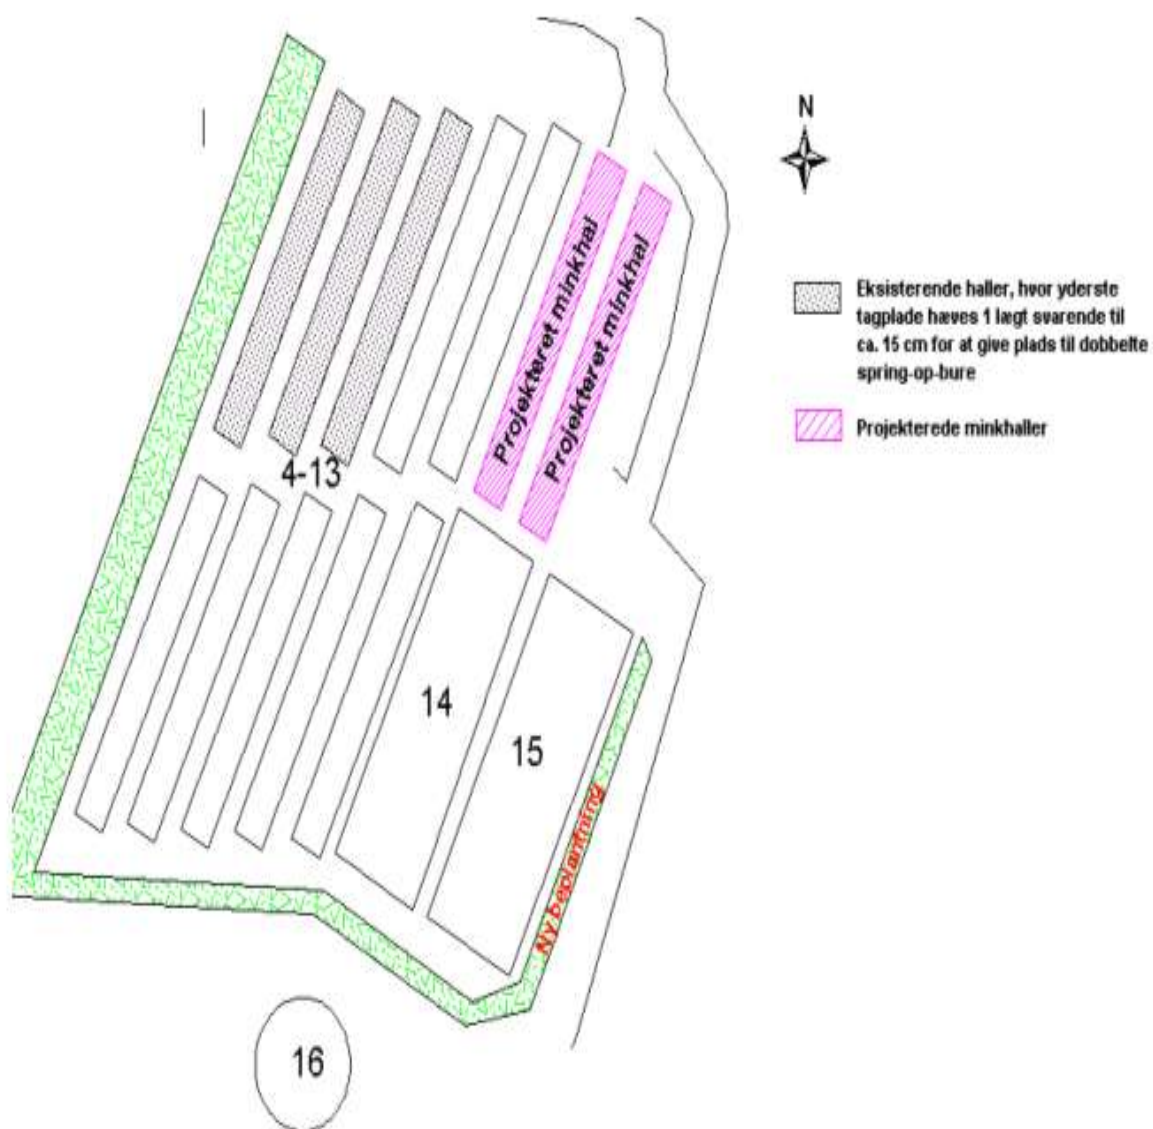 N
Eksisterende haller, hvor yderste
tagplade hæves 1 lægt svarende til
ca. 15 cm for at give plads til dobbelte
spring-op-bure
Projekterede minkhaller
Projekteret minkhal
Projekteret minkhal
4-13
14
15
Ny beplantning
16